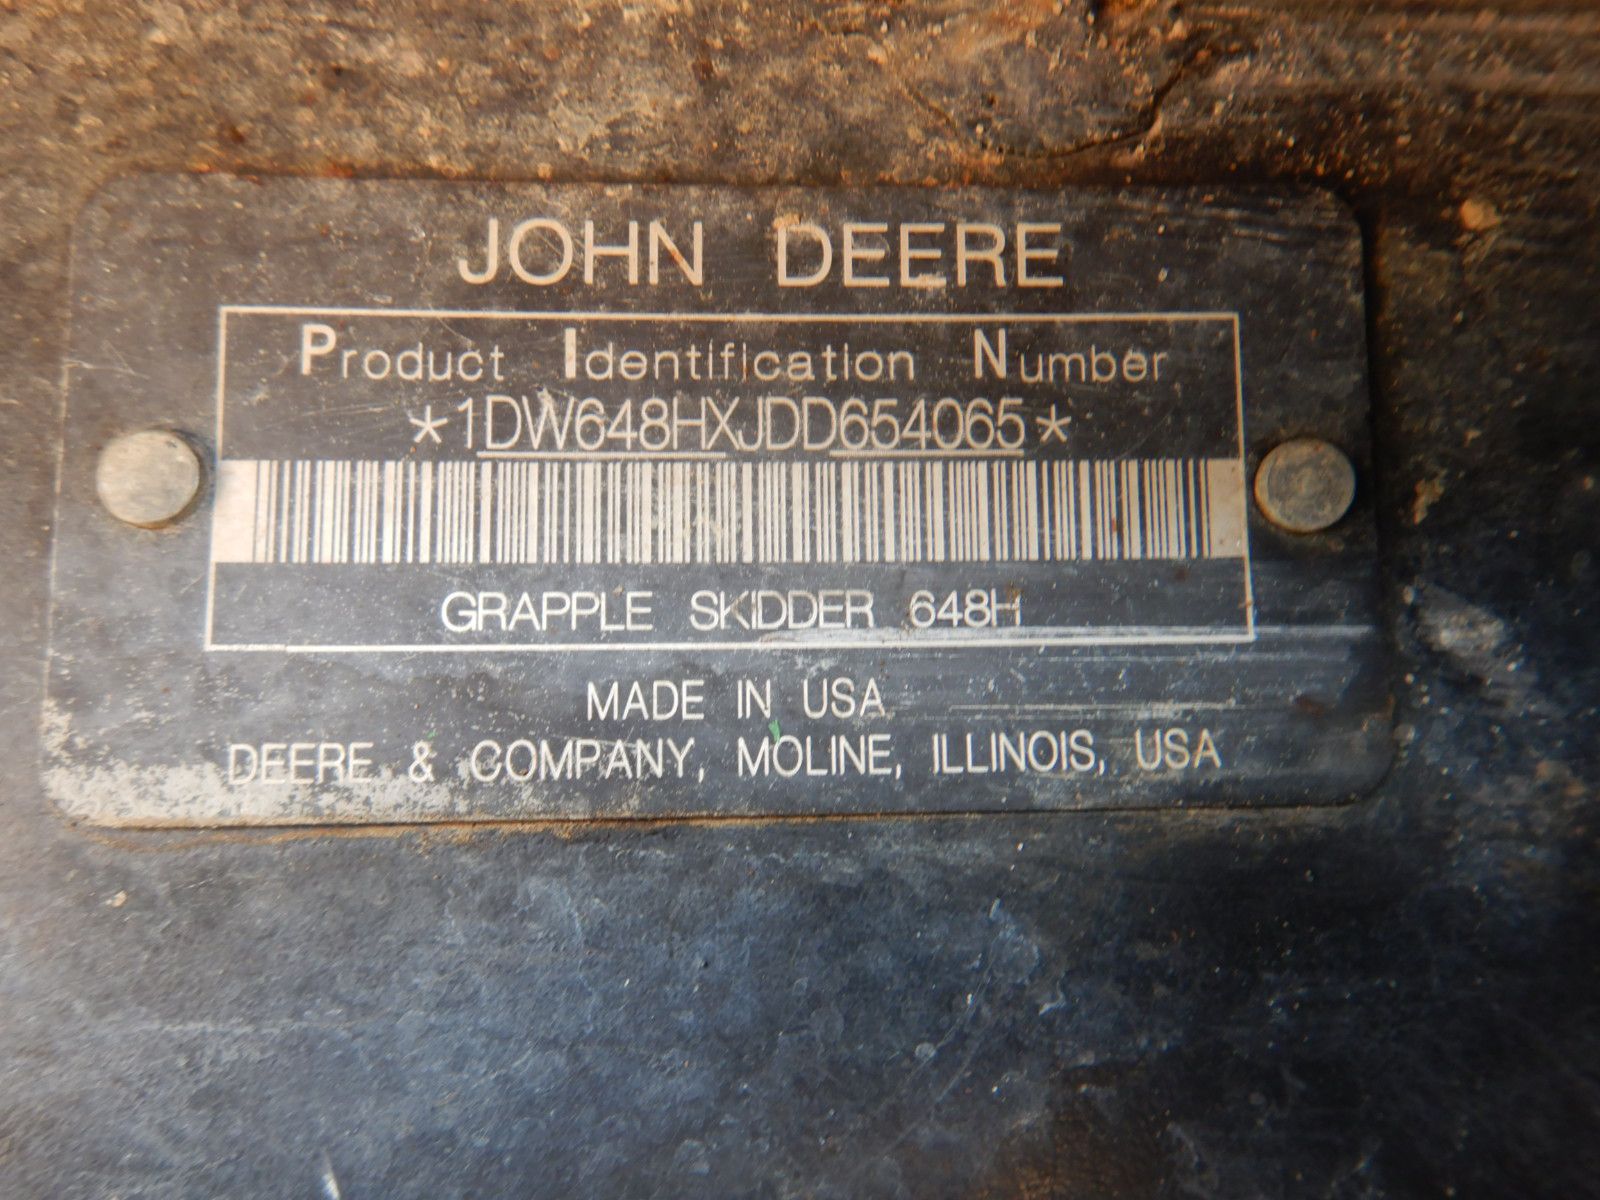 JOHN DEERE
Product Identification Number
*1DW648HXJDD654065*
GRAPPLE SKIDDER 648H
MADE IN USA
DEERE & COMPANY, MOLINE, ILLINOIS, USA